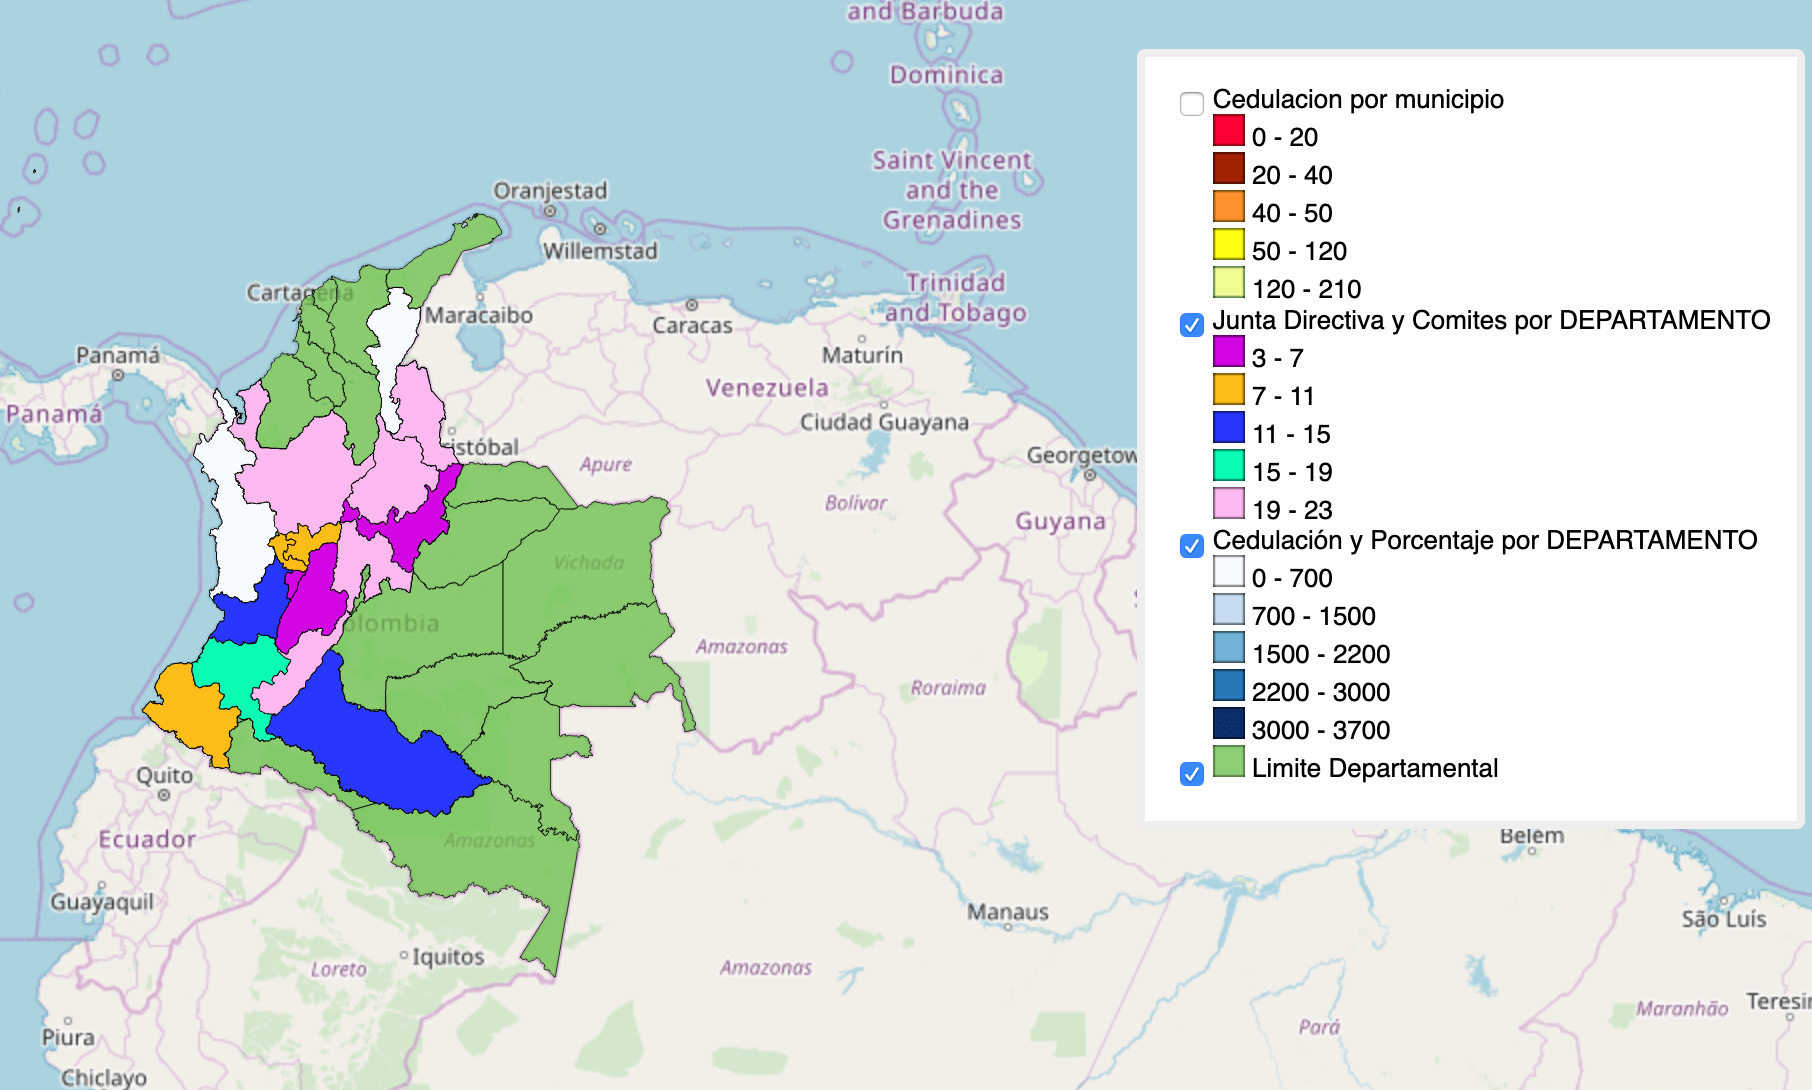 and Barbuda
Dominica
Saint Vincent
and the
Grenadines
Oranjestad
Willemstad
Trinidad
and Tobago
Cartagena
Maracaibo
Caracas
Maturín
Panamá
Panamá
Venezuela
Ciudad Guayana
ristóbal
Apure
Georgetow
Bolívar
Guyana
Vichada
olombia
Amazonas
Roraima
Quito
Ecuador
Amazonas
Guayaquil
Manaus
Belém
São Luís
Iquitos
Loreto
Amazonas
Maranhão
Teresin
Pará
Piura
Chiclayo
Cedulacion por municipio
0 - 20
20 - 40
40 - 50
50 - 120
120 - 210
Junta Directiva y Comites por DEPARTAMENTO
3 - 7
7 - 11
11 - 15
15 - 19
19 - 23
Cedulación y Porcentaje por DEPARTAMENTO
0 - 700
700 - 1500
1500 - 2200
2200 - 3000
3000 - 3700
Limite Departamental